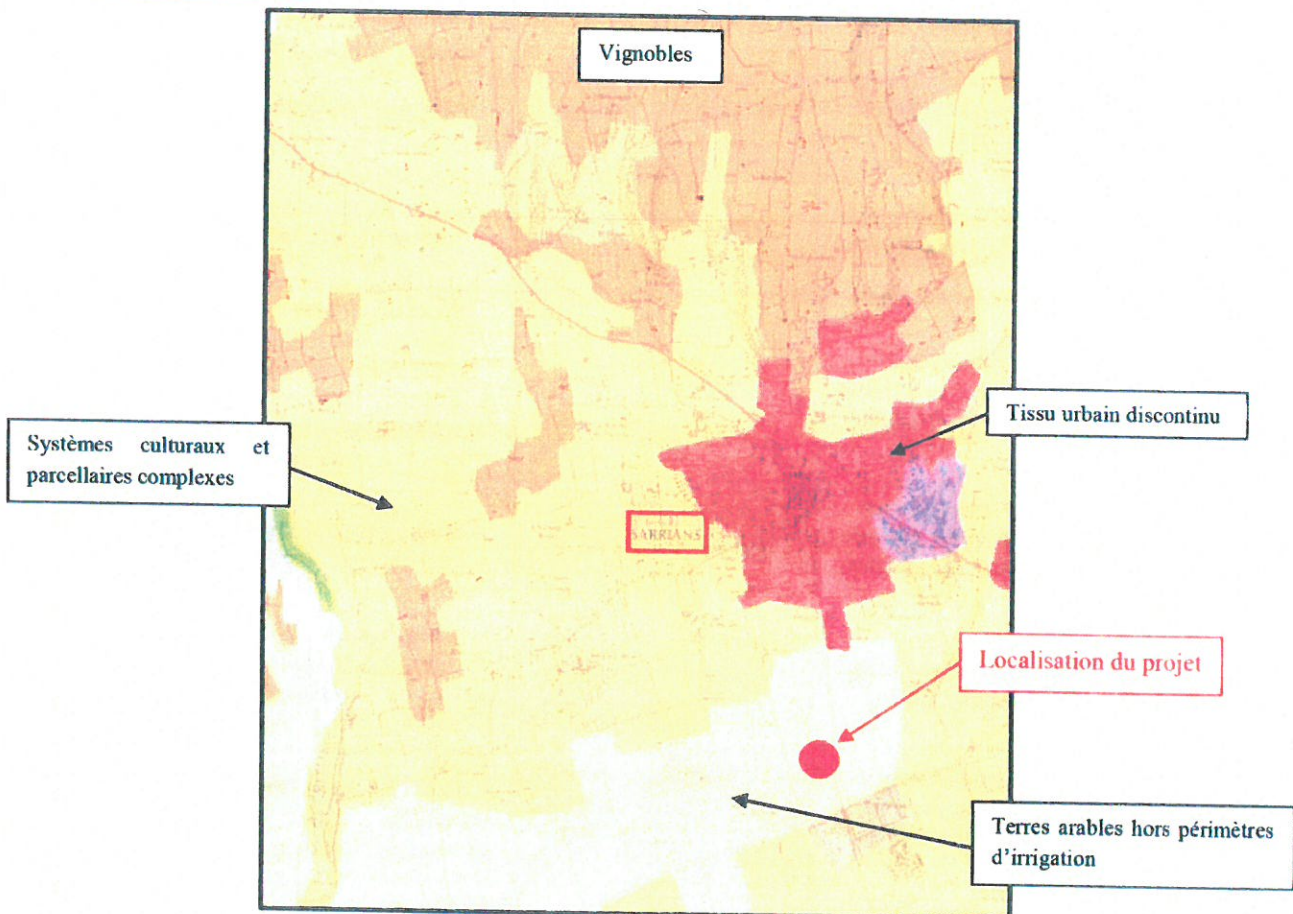 Vignobles
Tissu urbain discontinu
Systèmes culturaux et
parcellaires complexes
SARRIANS
Localisation du projet
Terres arables hors périmètres
d'irrigation